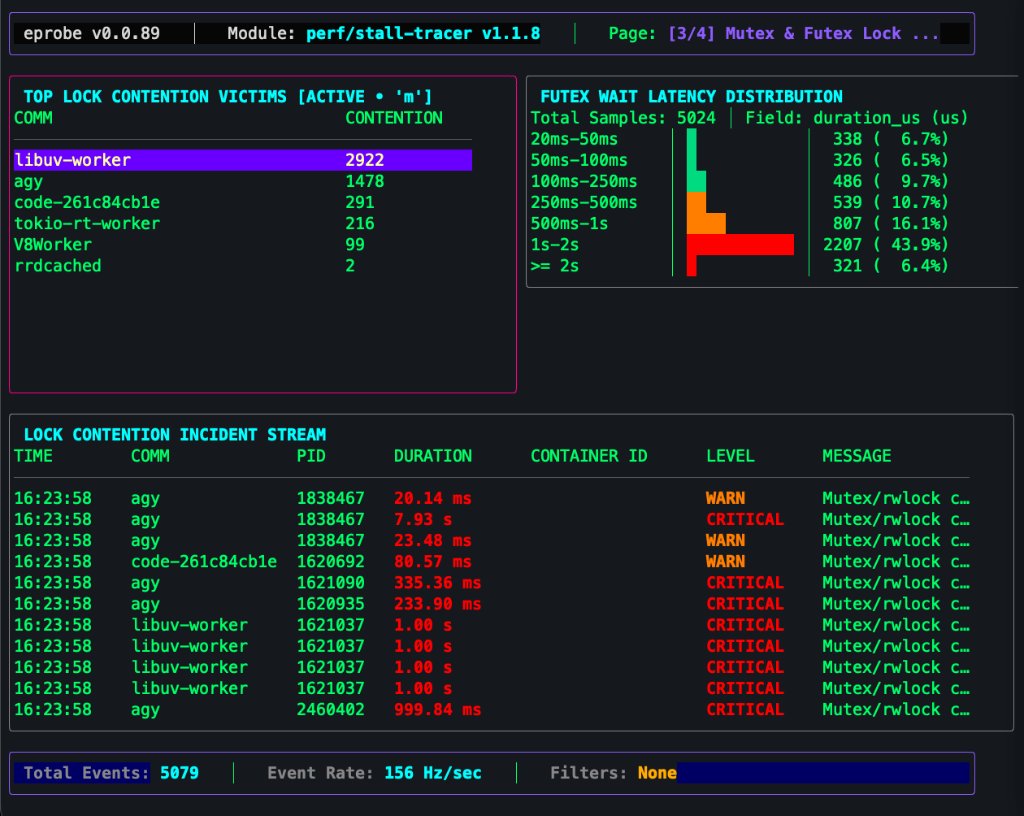 eprobe v0.0.89 │ Module: perf/stall-tracer v1.1.8 │ Page: [3/4] Mutex & Futex Lock ...
TOP LOCK CONTENTION VICTIMS [ACTIVE • 'm']
COMM CONTENTION
libuv-worker 2922
agy 1478
code-261c84cb1e 291
tokio-rt-worker 216
V8Worker 99
rrdcached 2
FUTEX WAIT LATENCY DISTRIBUTION
Total Samples: 5024 │ Field: duration_us (us)
20ms-50ms 338 ( 6.7%)
50ms-100ms 326 ( 6.5%)
100ms-250ms 486 ( 9.7%)
250ms-500ms 539 ( 10.7%)
500ms-1s 807 ( 16.1%)
1s-2s 2207 ( 43.9%)
>= 2s 321 ( 6.4%)
LOCK CONTENTION INCIDENT STREAM
TIME COMM PID DURATION CONTAINER ID LEVEL MESSAGE
16:23:58 agy 1838467 20.14 ms WARN Mutex/rwlock c…
16:23:58 agy 1838467 7.93 s CRITICAL Mutex/rwlock c…
16:23:58 agy 1838467 23.48 ms WARN Mutex/rwlock c…
16:23:58 code-261c84cb1e 1620692 80.57 ms WARN Mutex/rwlock c…
16:23:58 agy 1621090 335.36 ms CRITICAL Mutex/rwlock c…
16:23:58 agy 1620935 233.90 ms CRITICAL Mutex/rwlock c…
16:23:58 libuv-worker 1621037 1.00 s CRITICAL Mutex/rwlock c…
16:23:58 libuv-worker 1621037 1.00 s CRITICAL Mutex/rwlock c…
16:23:58 libuv-worker 1621037 1.00 s CRITICAL Mutex/rwlock c…
16:23:58 libuv-worker 1621037 1.00 s CRITICAL Mutex/rwlock c…
16:23:58 agy 2460402 999.84 ms CRITICAL Mutex/rwlock c…
Total Events: 5079 │ Event Rate: 156 Hz/sec │ Filters: None